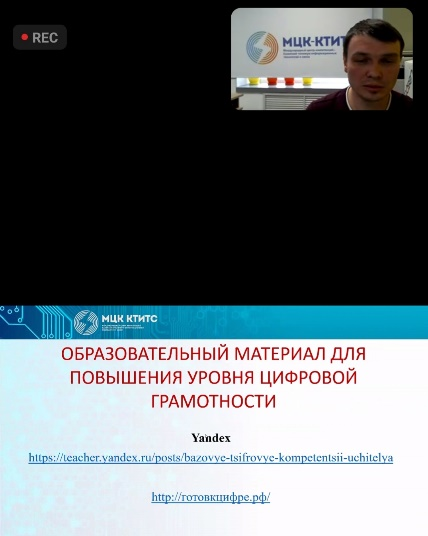 REC
МЦК-КТИТС
МЦК КТИТС
ОБРАЗОВАТЕЛЬНЫЙ МАТЕРИАЛ ДЛЯ
ПОВЫШЕНИЯ УРОВНЯ ЦИФРОВОЙ
ГРАМОТНОСТИ
Yandex
https://teacher.yandex.ru/posts/bazovye-tsifrovye-kompetentsii-uchitelya
http://готовкцифре.рф/